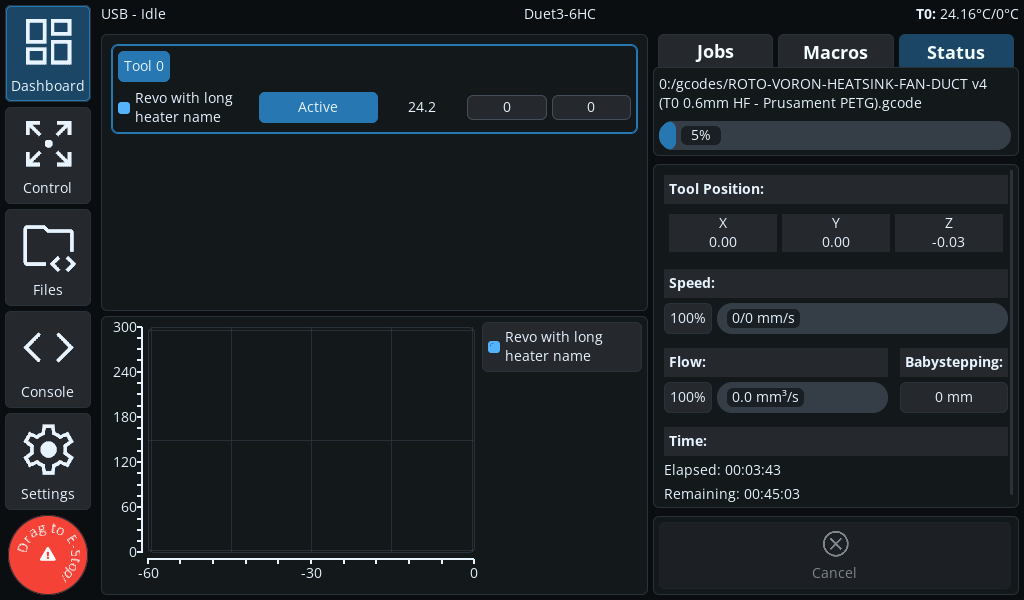 USB - Idle
Duet3-6HC
T0: 24.16°C/0°C
Dashboard
Control
Files
Console
Settings
Drag to E-Stop!
Tool 0
Revo with long
heater name
Active
24.2
0
0
300
240
180
120
60
0
-60
-30
0
Revo with long
heater name
Jobs
Macros
Status
0:/gcodes/ROTO-VORON-HEATSINK-FAN-DUCT v4
(T0 0.6mm HF - Prusament PETG).gcode
5%
Tool Position:
X
0.00
Y
0.00
Z
-0.03
Speed:
100%
0/0 mm/s
Flow:
Babystepping:
100%
0.0 mm³/s
0 mm
Time:
Elapsed: 00:03:43
Remaining: 00:45:03
Cancel